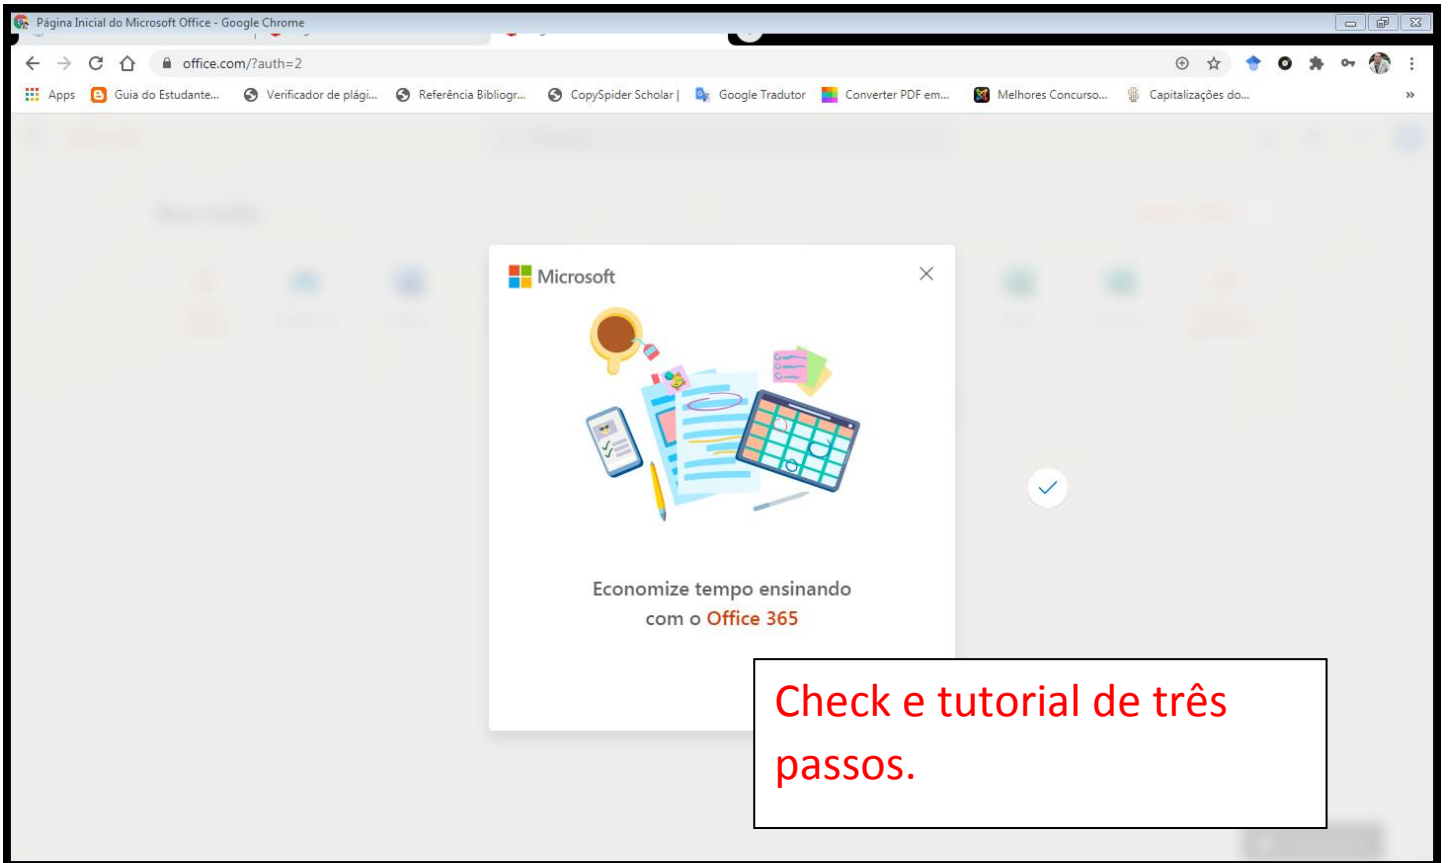 Página Inicial do Microsoft Office - Google Chrome
office.com/?auth=2
Apps Guia do Estudante... Verificador de plági... Referência Bibliogr... CopySpider Scholar | Google Tradutor Converter PDF em... Melhores Concurso... Capitalizações do... »
Microsoft
Economize tempo ensinando
com o Office 365
Check e tutorial de três
passos.